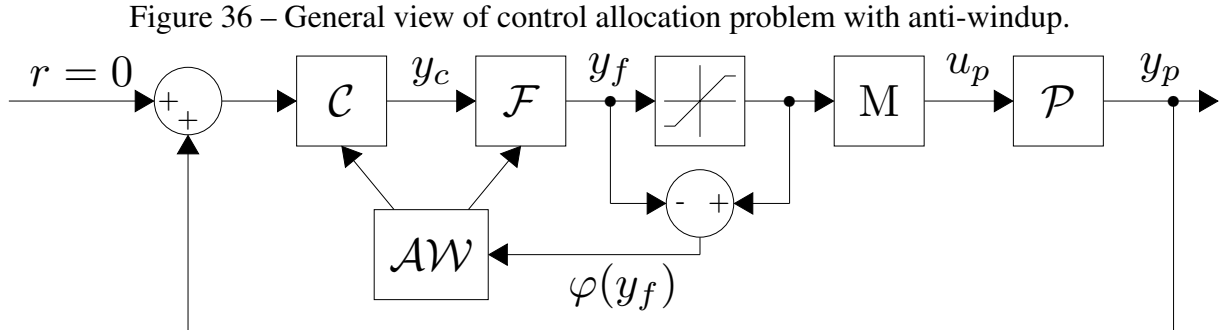 Figure 36 – General view of control allocation problem with anti-windup.
r = 0
+
+
𝒞
y_c
ℱ
y_f
M
u_p
𝒫
y_p
-
+
𝒜𝒲
φ(y_f)